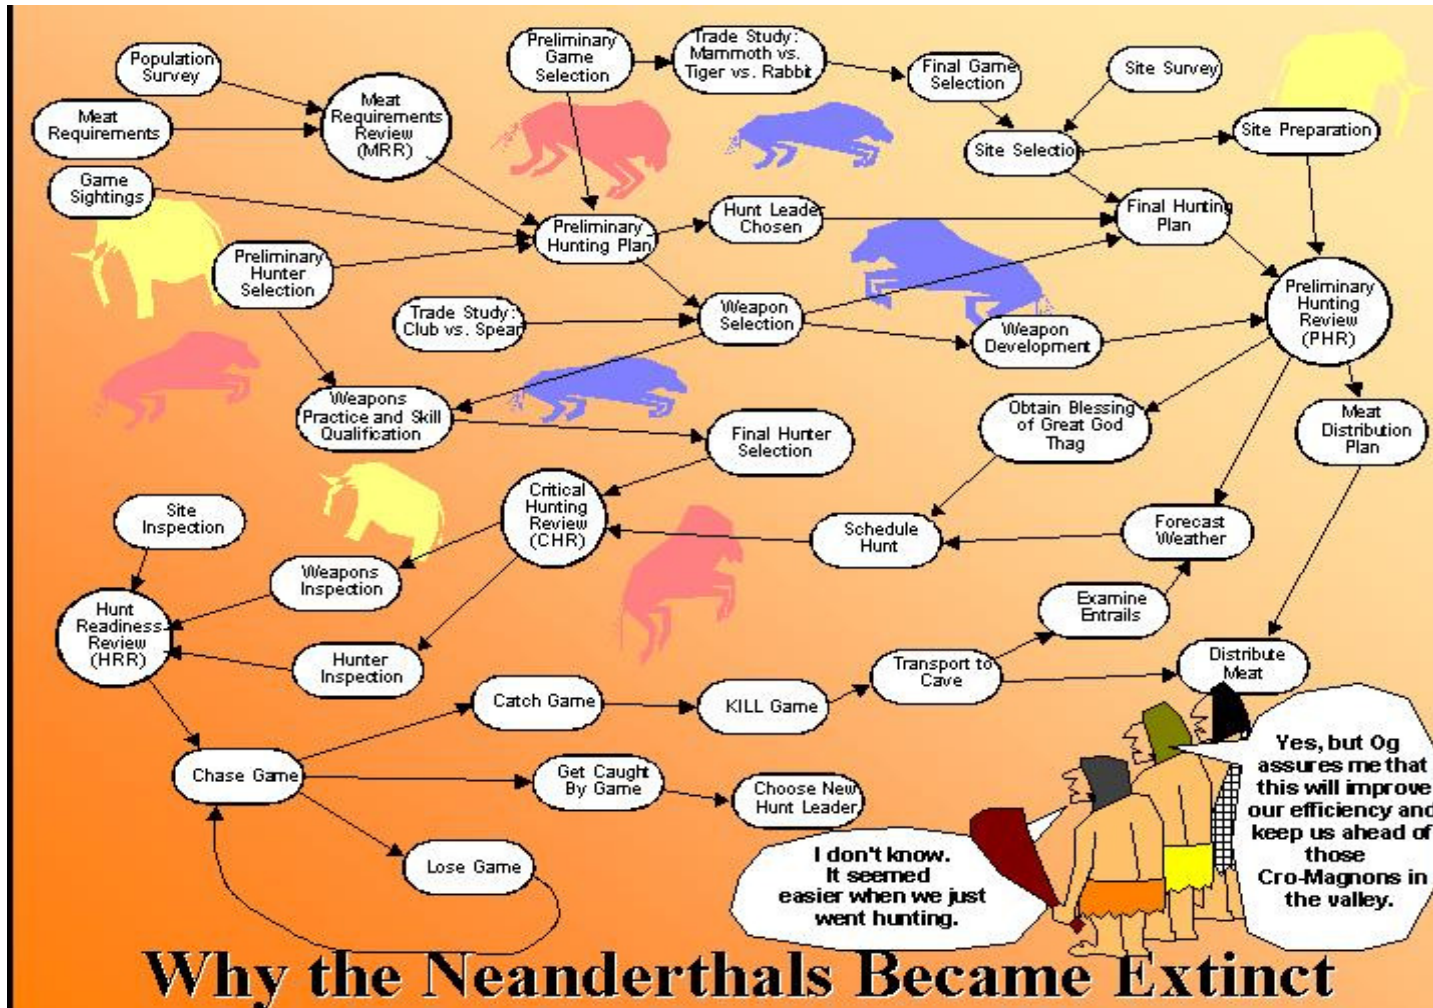 Population
Survey
Meat
Requirements
Game
Sightings
Meat
Requirements
Review
(MRR)
Preliminary
Game
Selection
Trade Study:
Mammoth vs.
Tiger vs. Rabbit
Final Game
Selection
Site Survey
Site Selection
Site Preparation
Preliminary
Hunter
Selection
Preliminary
Hunting Plan
Hunt Leader
Chosen
Final Hunting
Plan
Trade Study:
Club vs. Spear
Weapon
Selection
Weapon
Development
Preliminary
Hunting
Review
(PHR)
Weapons
Practice and Skill
Qualification
Final Hunter
Selection
Obtain Blessing
of Great God
Thag
Meat
Distribution
Plan
Site
Inspection
Critical
Hunting
Review
(CHR)
Schedule
Hunt
Forecast
Weather
Weapons
Inspection
Hunt
Readiness
Review
(HRR)
Hunter
Inspection
Examine
Entrails
Transport to
Cave
Distribute
Meat
Catch Game
KILL Game
Chase Game
Get Caught
By Game
Choose New
Hunt Leader
Lose Game
I don't know.
It seemed
easier when we just
went hunting.
Yes, but Og
assures me that
this will improve
our efficiency and
keep us ahead of
those
Cro-Magnons in
the valley.
Why the Neanderthals Became Extinct